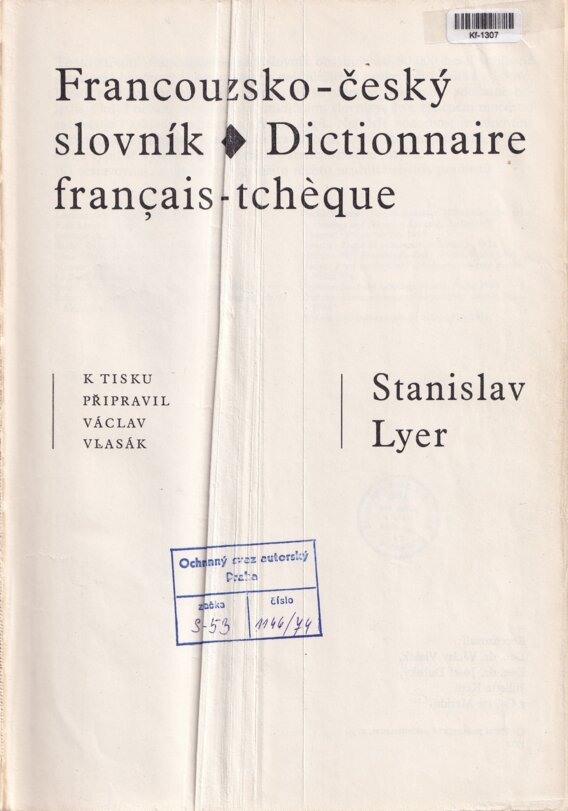 Kf-1307
Francouzsko-český
slovník ◆ Dictionnaire
français-tchèque
K TISKU
PŘIPRAVIL
VÁCLAV
VLASÁK
Stanislav
Lyer
Ochranný svaz autorský
Praha
značka
číslo
S-53
1146/74